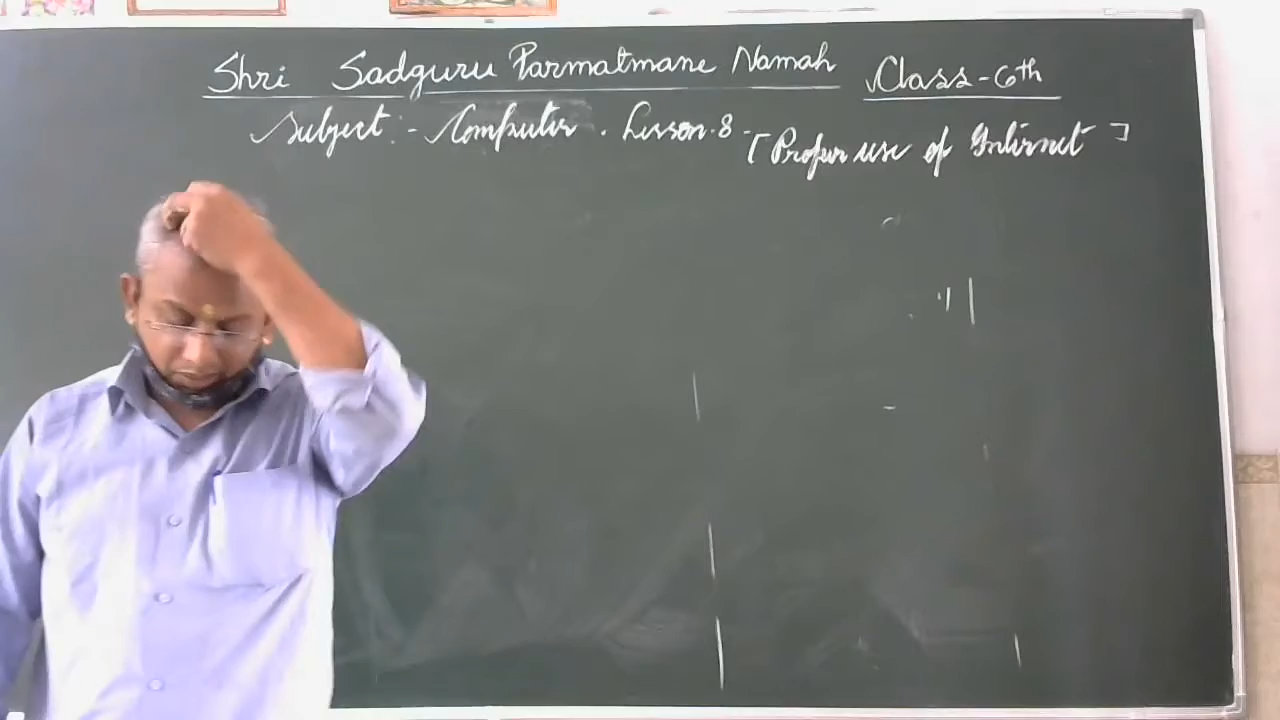 Shri Sadguru Parmatmane Namah Class-6th
Subject:- Computer. Lesson.8- [Proper use of Internet]